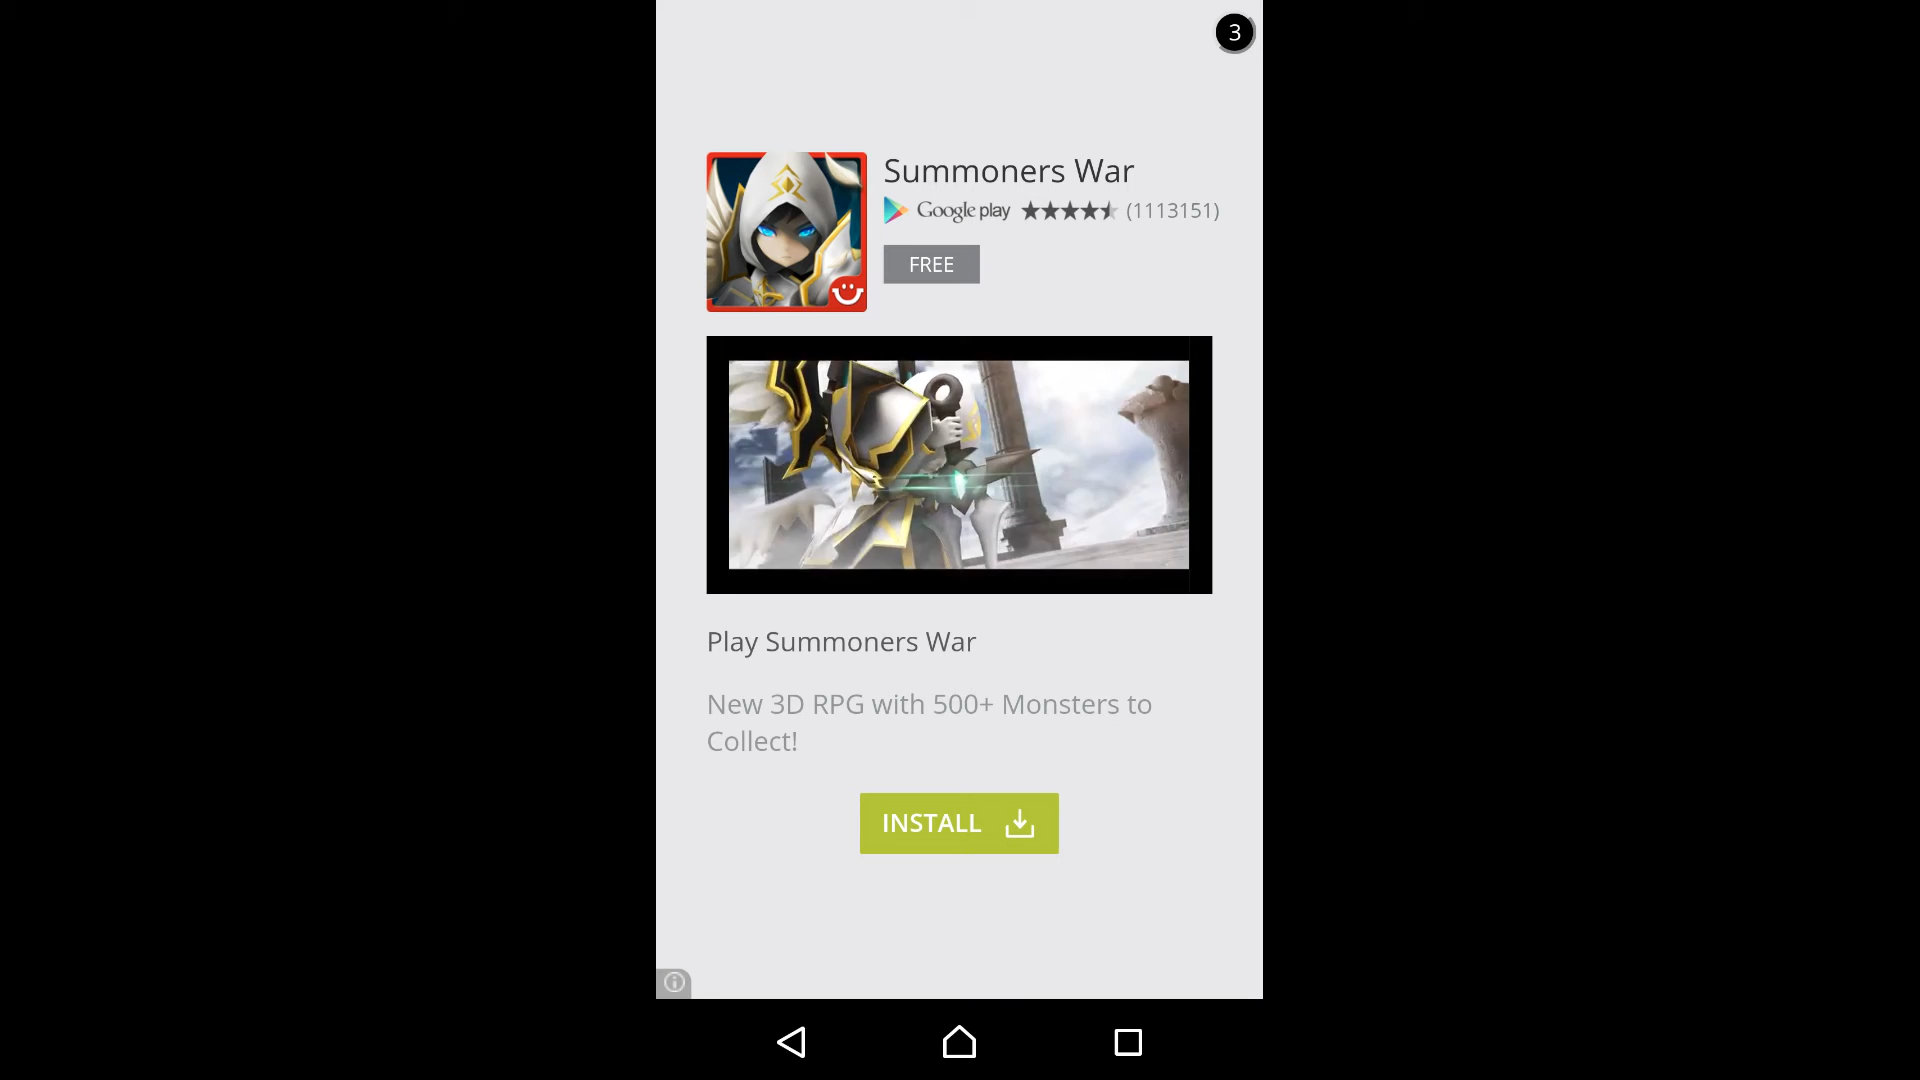 3
Summoners War
Google play (1113151)
FREE
Play Summoners War
New 3D RPG with 500+ Monsters to
Collect!
INSTALL